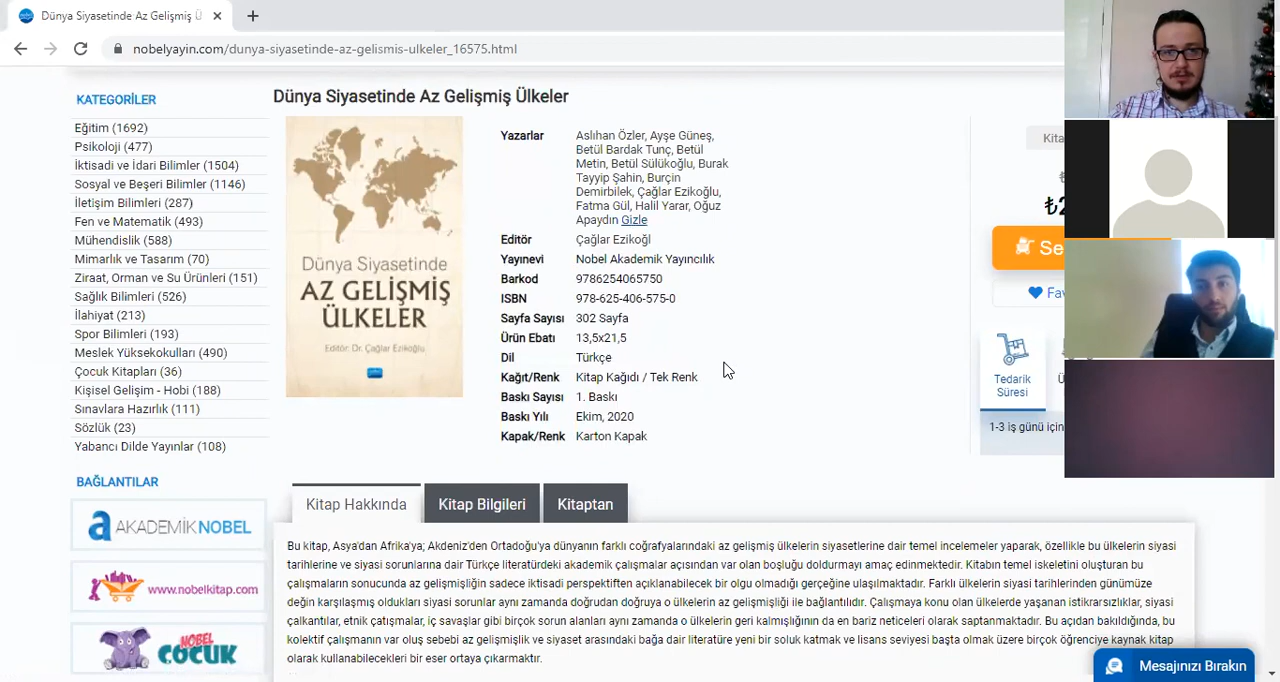 Dünya Siyasetinde Az Gelişmiş Ü
nobelyayin.com/dunya-siyasetinde-az-gelismis-ulkeler_16575.html
KATEGORİLER
Eğitim (1692)
Psikoloji (477)
İktisadi ve İdari Bilimler (1504)
Sosyal ve Beşeri Bilimler (1146)
İletişim Bilimleri (287)
Fen ve Matematik (493)
Mühendislik (588)
Mimarlık ve Tasarım (70)
Ziraat, Orman ve Su Ürünleri (151)
Sağlık Bilimleri (526)
İlahiyat (213)
Spor Bilimleri (193)
Meslek Yüksekokulları (490)
Çocuk Kitapları (36)
Kişisel Gelişim - Hobi (188)
Sınavlara Hazırlık (111)
Sözlük (23)
Yabancı Dilde Yayınlar (108)
BAĞLANTILAR
AKADEMİK NOBEL
www.nobelkitap.com
NOBEL
ÇOCUK
Dünya Siyasetinde Az Gelişmiş Ülkeler
Dünya Siyasetinde
AZ GELİŞMİŞ
ÜLKELER
Editör: Dr. Çağlar Ezikoğlu
Yazarlar Aslıhan Özler, Ayşe Güneş,
Betül Bardak Tunç, Betül
Metin, Betül Sülükoğlu, Burak
Tayyip Şahin, Burçin
Demirbilek, Çağlar Ezikoğlu,
Fatma Gül, Halil Yarar, Oğuz
Apaydın Gizle
Editör Çağlar Ezikoğl
Yayınevi Nobel Akademik Yayıncılık
Barkod 9786254065750
ISBN 978-625-406-575-0
Sayfa Sayısı 302 Sayfa
Ürün Ebatı 13,5x21,5
Dil Türkçe
Kağıt/Renk Kitap Kağıdı / Tek Renk
Baskı Sayısı 1. Baskı
Baskı Yılı Ekim, 2020
Kapak/Renk Karton Kapak
Kita
₺2
Se
Fav
Tedarik
Süresi
1-3 iş günü için
Kitap Hakkında
Kitap Bilgileri
Kitaptan
Bu kitap, Asya'dan Afrika'ya; Akdeniz'den Ortadoğu'ya dünyanın farklı coğrafyalarındaki az gelişmiş ülkelerin siyasetlerine dair temel incelemeler yaparak, özellikle bu ülkelerin siyasi
tarihlerine ve siyasi sorunlarına dair Türkçe literatürdeki akademik çalışmalar açısından var olan boşluğu doldurmayı amaç edinmektedir. Kitabın temel iskeletini oluşturan bu
çalışmaların sonucunda az gelişmişliğin sadece iktisadi perspektiften açıklanabilecek bir olgu olmadığı sonucuna ulaşılmaktadır. Farklı ülkelerin siyasi tarihlerinden günümüze
değin karşılaşmış oldukları siyasi sorunlar aynı zamanda doğrudan doğruya o ülkelerin az gelişmişliği ile bağlantılıdır. Çalışmaya konu olan ülkelerde yaşanan istikrarsızlıklar, siyasi
çalkantılar, etnik çatışmalar, iç savaşlar gibi birçok sorun alanları aynı zamanda o ülkelerin geri kalmışlığının da en bariz neticeleri olarak saptanmaktadır. Bu açıdan bakıldığında, bu
kolektif çalışmanın var oluş sebebi az gelişmişlik ve siyaset arasındaki bağa dair literatüre yeni bir soluk katmak ve lisans seviyesi başta olmak üzere birçok öğrenciye kaynak kitap
olarak kullanabilecekleri bir eser ortaya çıkarmaktır.
Mesajınızı Bırakın